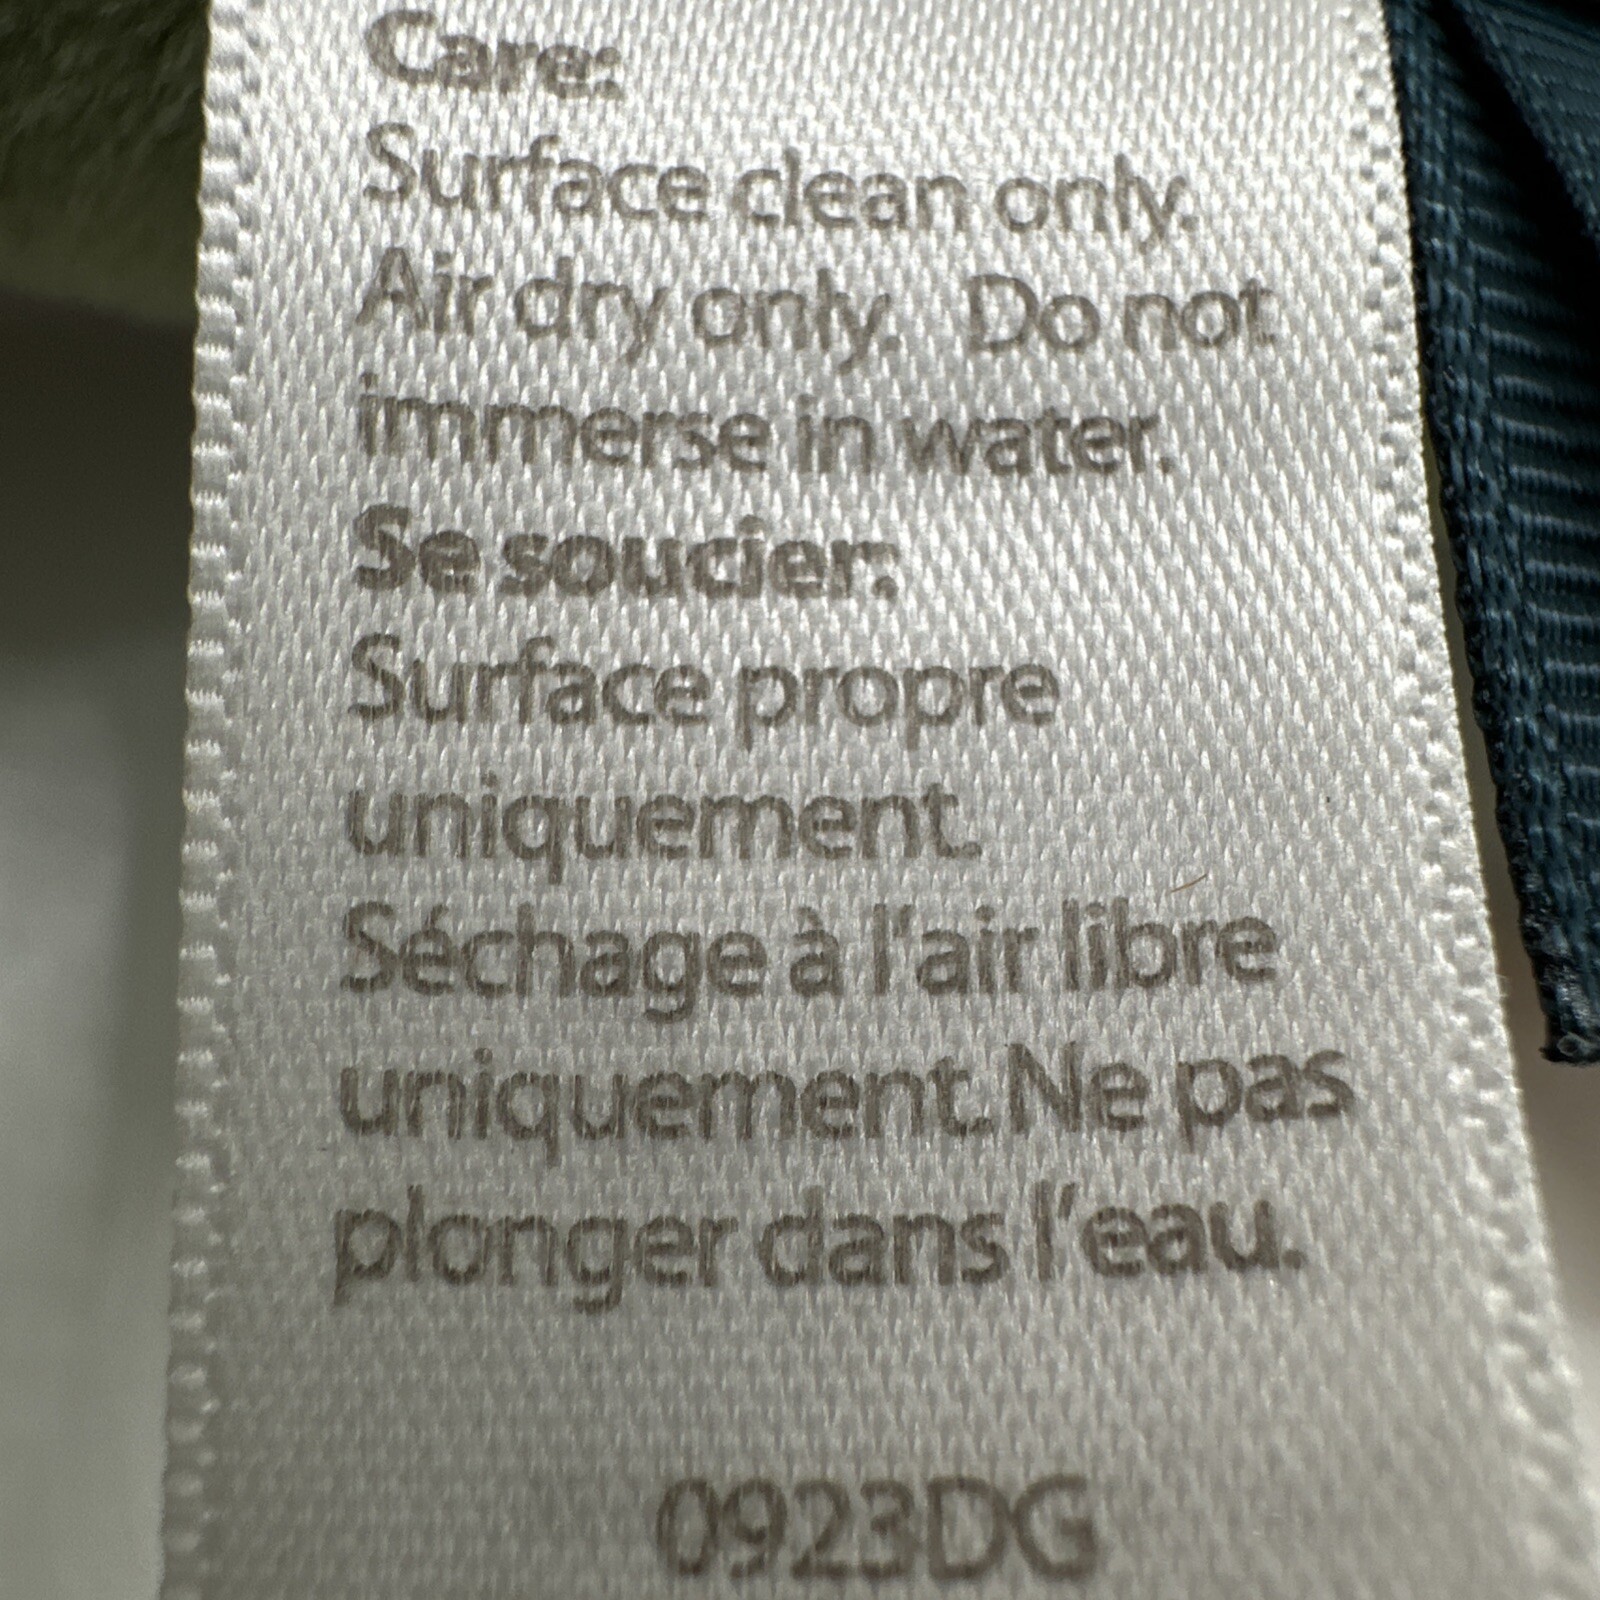 Care:
Surface clean only.
Air dry only. Do not
immerse in water.
Se soucier:
Surface propre
uniquement.
Séchage à l'air libre
uniquement. Ne pas
plonger dans l'eau.
0923DG